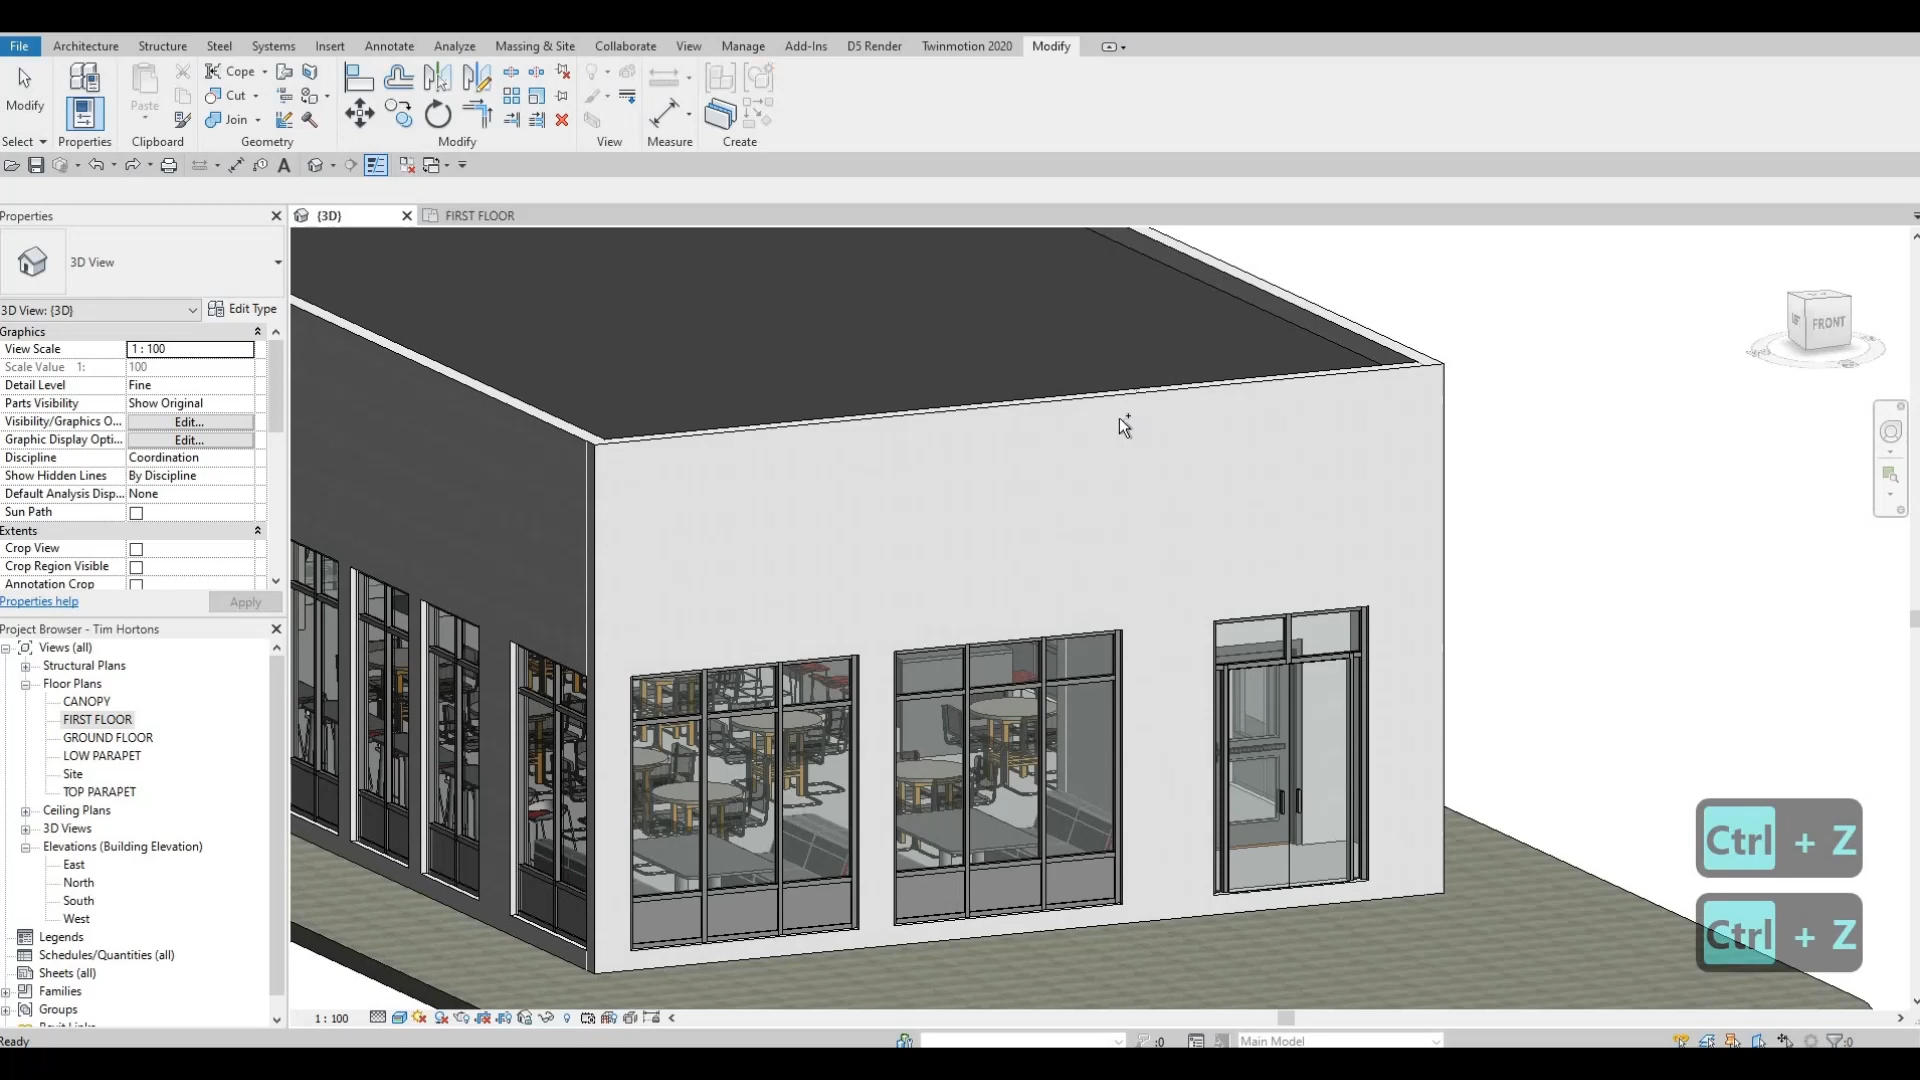 File Architecture Structure Steel Systems Insert Annotate Analyze Massing & Site Collaborate View Manage Add-Ins D5 Render Twinmotion 2020 Modify
Cope
Cut
Join
Modify
Paste
Select Properties Clipboard Geometry Modify View Measure Create
A
Properties
{3D}
FIRST FLOOR
3D View
3D View: {3D}
Edit Type
Graphics
View Scale 1 : 100
Scale Value 1: 100
Detail Level Fine
Parts Visibility Show Original
Visibility/Graphics O... Edit...
Graphic Display Opti... Edit...
Discipline Coordination
Show Hidden Lines By Discipline
Default Analysis Disp... None
Sun Path
Extents
Crop View
Crop Region Visible
Annotation Crop
Properties help
Apply
Project Browser - Tim Hortons
Views (all)
Structural Plans
Floor Plans
CANOPY
FIRST FLOOR
GROUND FLOOR
LOW PARAPET
Site
TOP PARAPET
Ceiling Plans
3D Views
Elevations (Building Elevation)
East
North
South
West
Legends
Schedules/Quantities (all)
Sheets (all)
Families
Groups
FRONT
Ctrl + Z
Ctrl + Z
1 : 100
Ready
:0
Main Model
:0